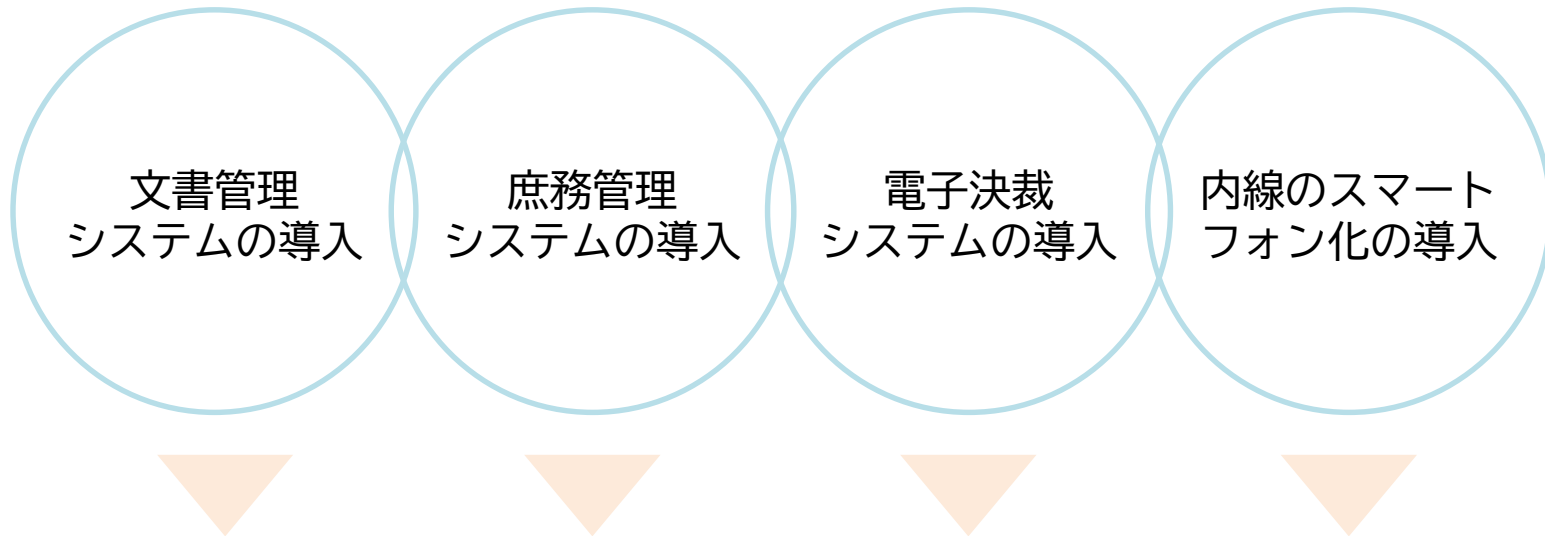 文書管理
システムの導入
庶務管理
システムの導入
電子決裁
システムの導入
内線のスマート
フォン化の導入